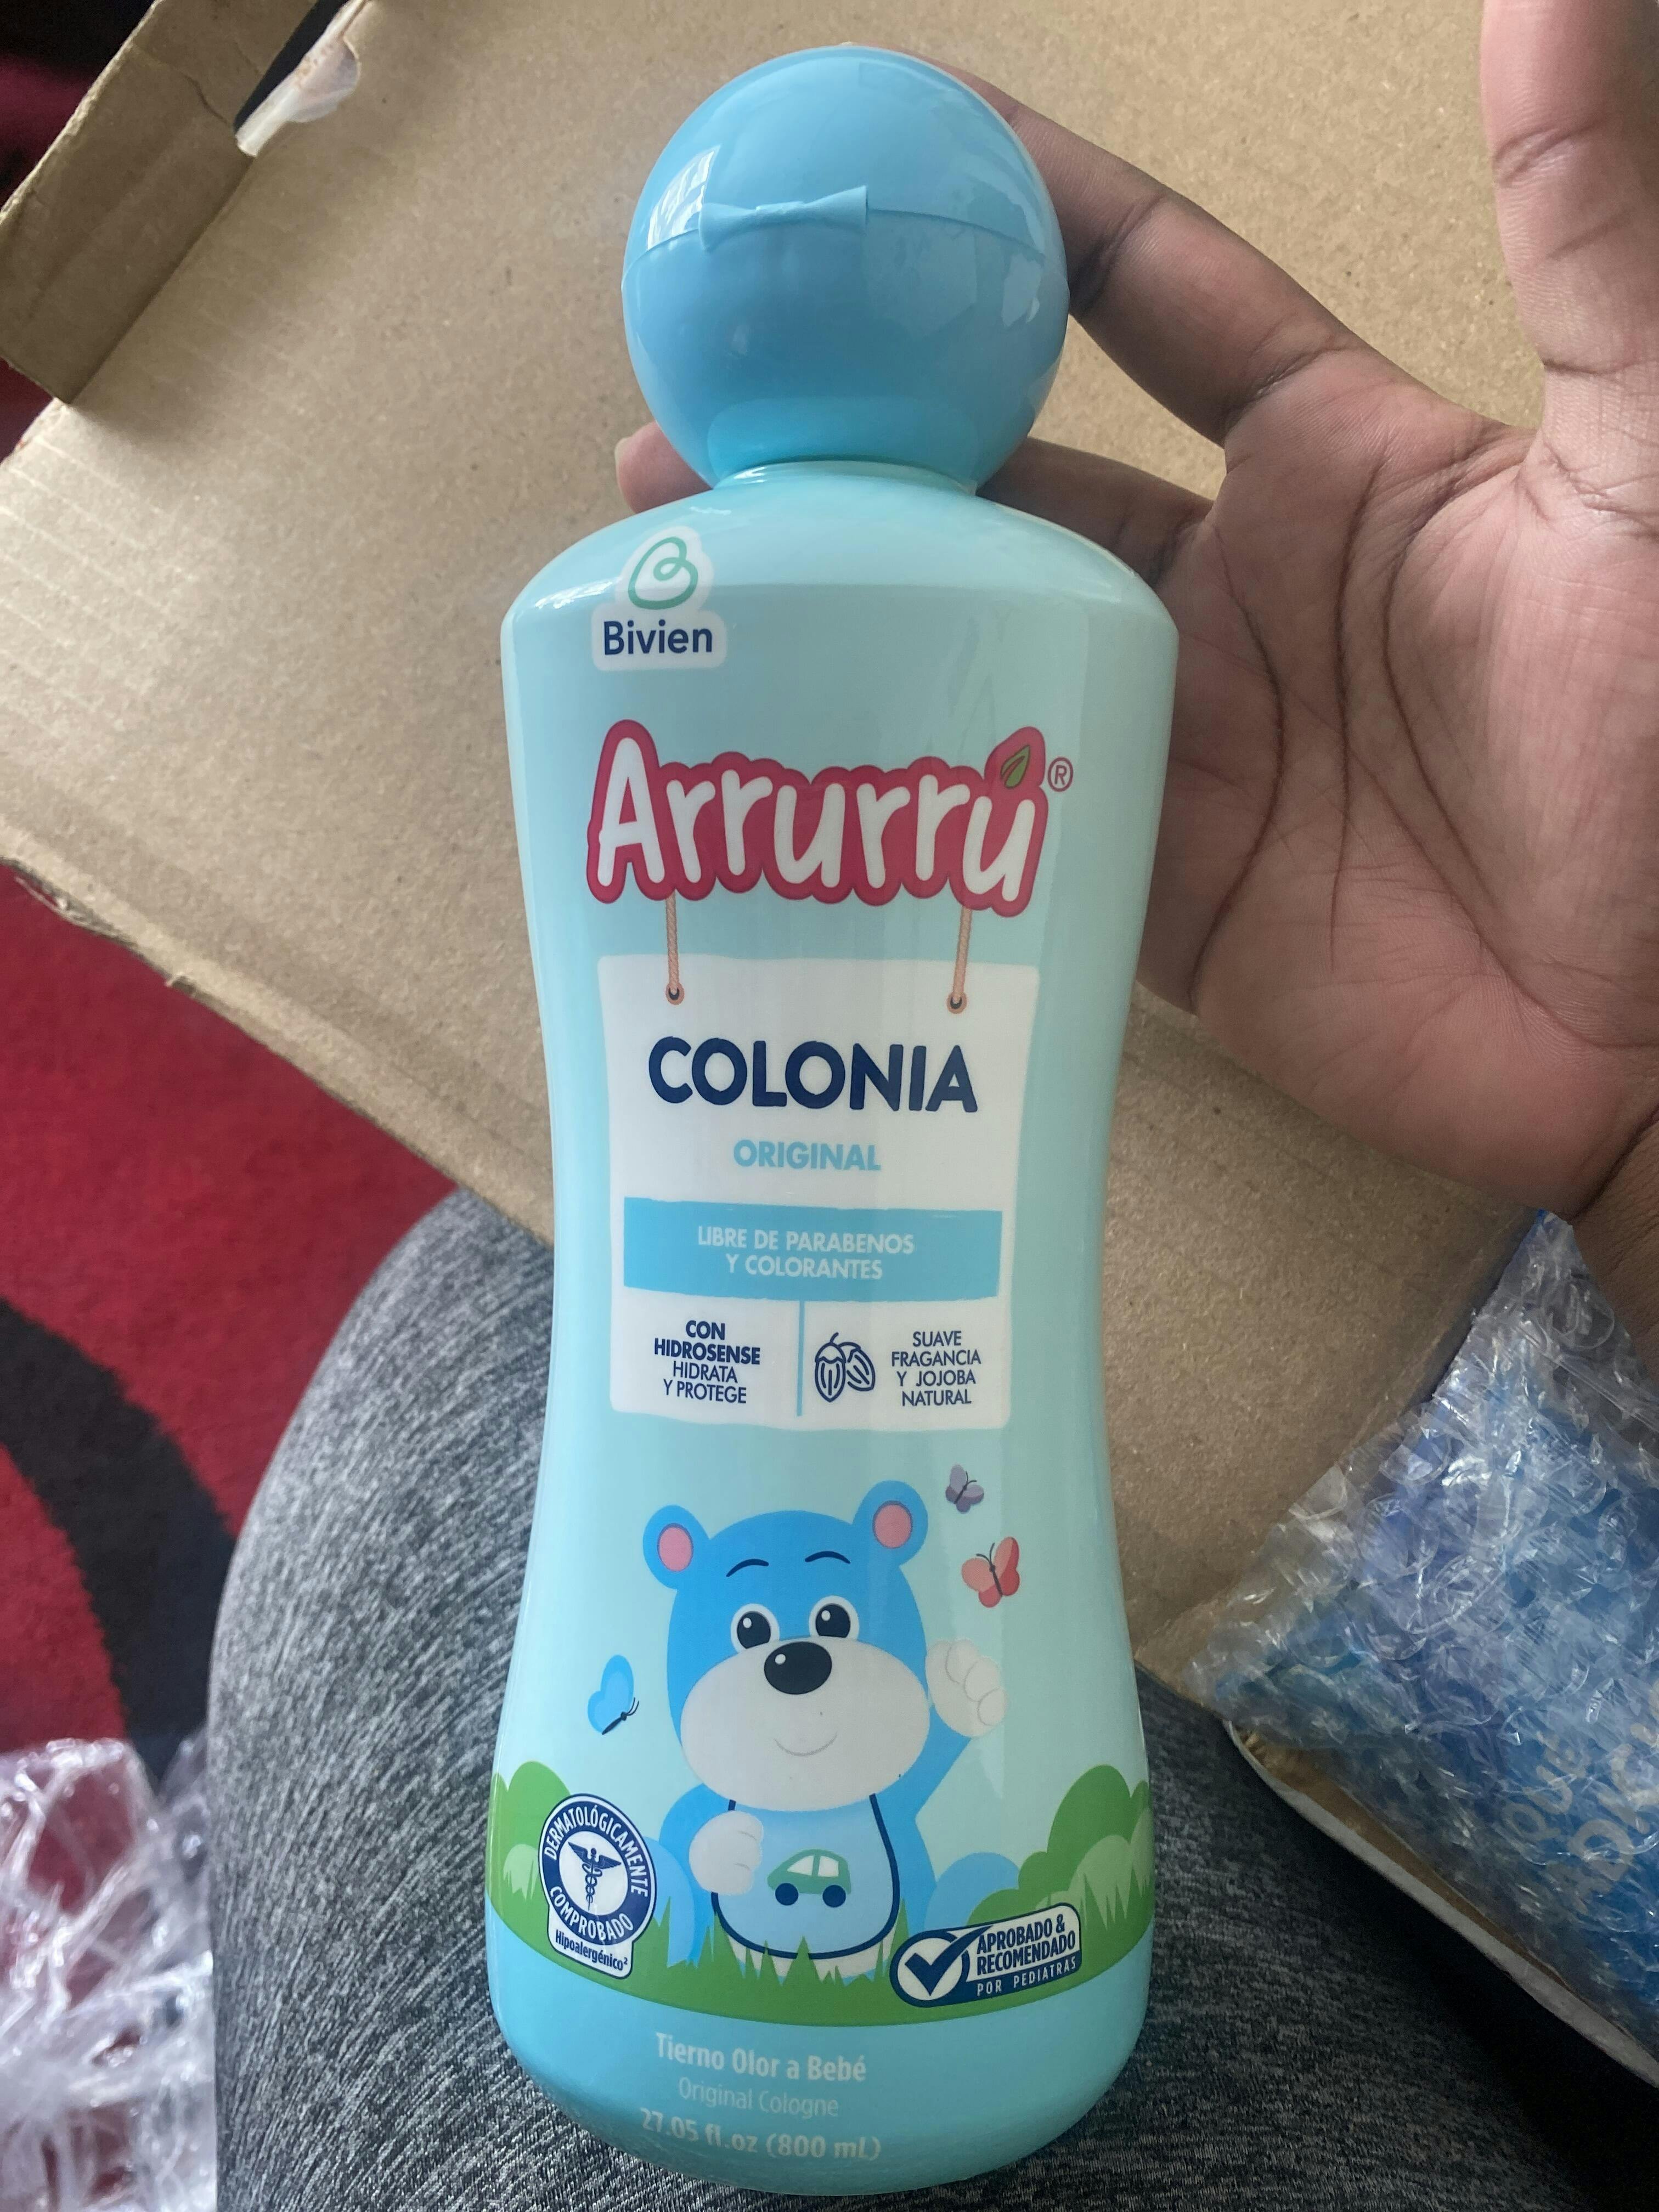 Bivien
Arrurrú®
COLONIA
ORIGINAL
LIBRE DE PARABENOS
Y COLORANTES
CON
HIDROSENSE
HIDRATA
Y PROTEGE
SUAVE
FRAGANCIA
Y JOJOBA
NATURAL
DERMATOLÓGICAMENTE
COMPROBADO
Hipoalergénico²
APROBADO &
RECOMENDADO
POR PEDIATRAS
Tierno Olor a Bebé
Original Cologne
27.05 fl.oz (800 mL)